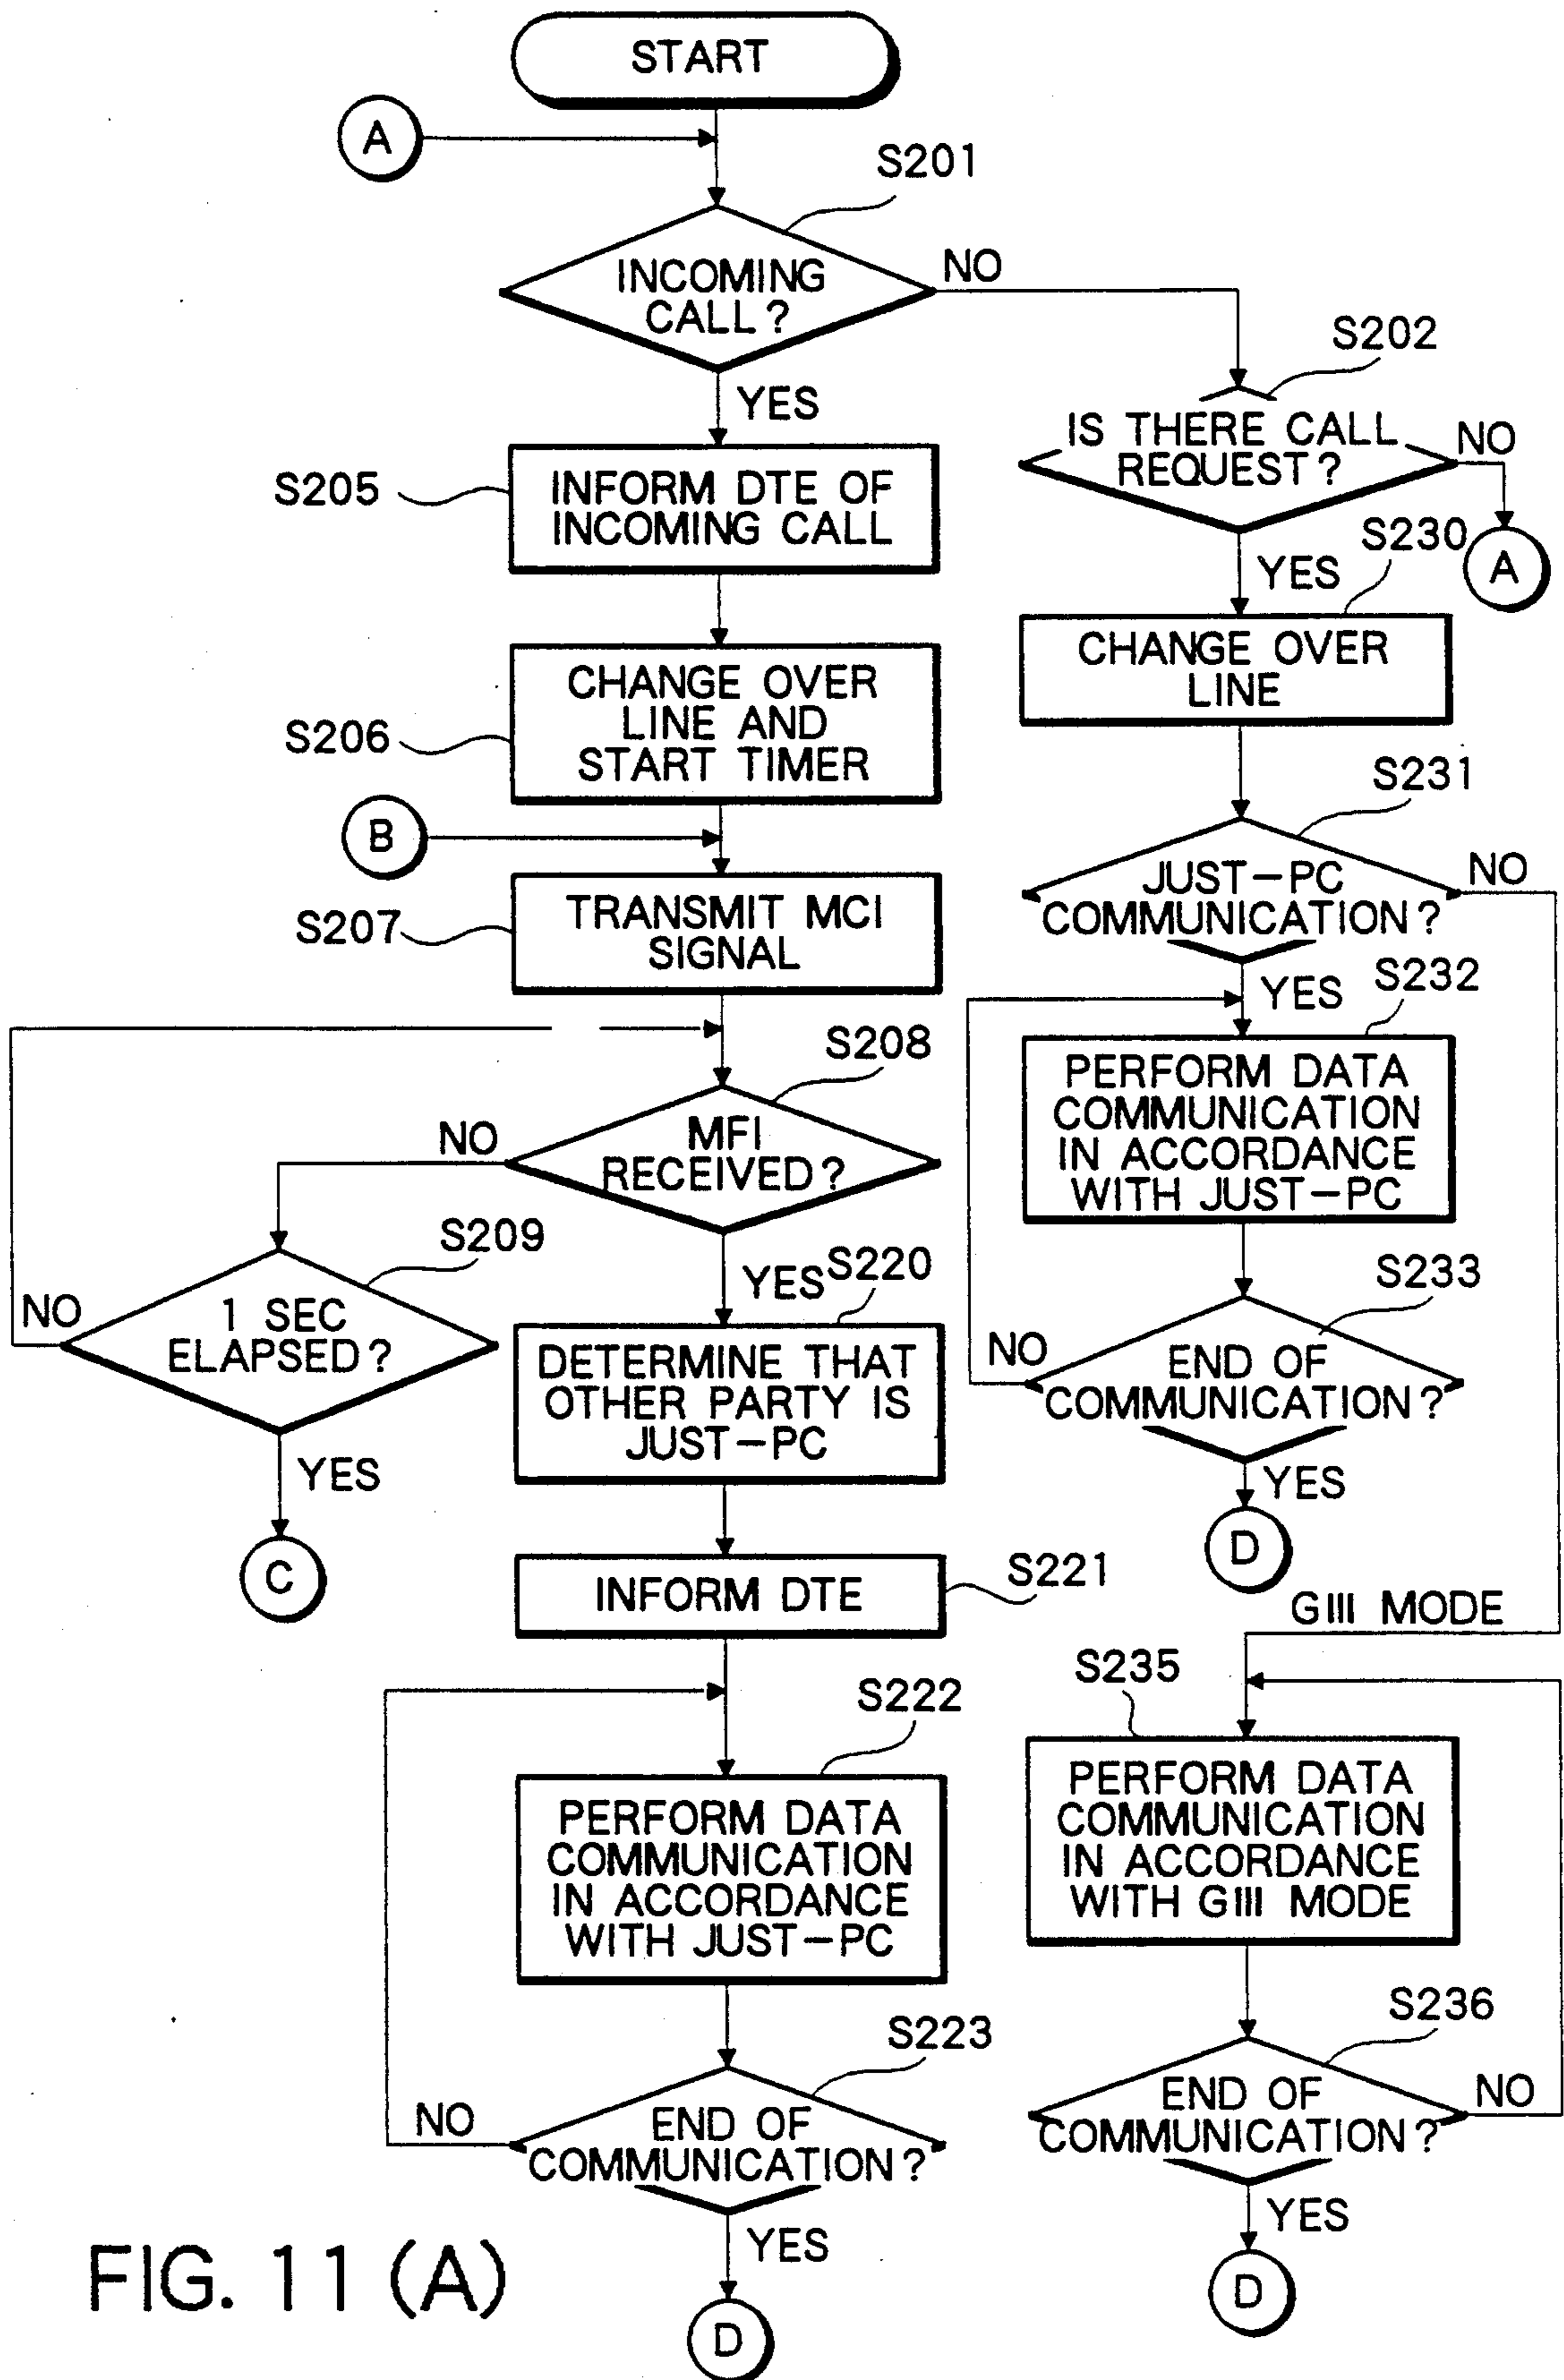 START
A
S201
INCOMING
CALL?
NO
YES
S202
IS THERE CALL
REQUEST?
NO
A
YES
S205
INFORM DTE OF
INCOMING CALL
S230
CHANGE OVER
LINE
S206
CHANGE OVER
LINE AND
START TIMER
B
S207
TRANSMIT MCI
SIGNAL
S231
JUST-PC
COMMUNICATION?
NO
YES
S232
PERFORM DATA
COMMUNICATION
IN ACCORDANCE
WITH JUST-PC
S208
MFI
RECEIVED?
NO
YES
S209
1 SEC
ELAPSED?
NO
YES
C
S220
DETERMINE THAT
OTHER PARTY IS
JUST-PC
S233
END OF
COMMUNICATION?
NO
YES
D
S221
INFORM DTE
GIII MODE
S222
PERFORM DATA
COMMUNICATION
IN ACCORDANCE
WITH JUST-PC
S235
PERFORM DATA
COMMUNICATION
IN ACCORDANCE
WITH GIII MODE
S223
END OF
COMMUNICATION?
NO
YES
D
S236
END OF
COMMUNICATION?
NO
YES
D
FIG. 11 (A)